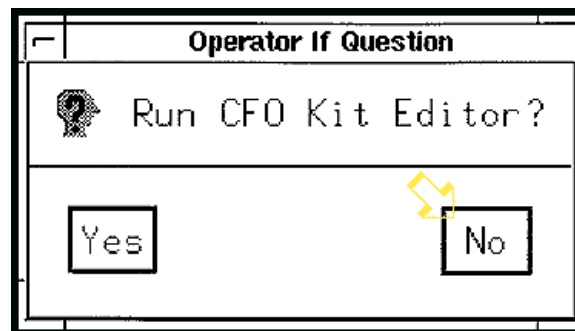 Operator If Question
Run CFO Kit Editor?
Yes
No